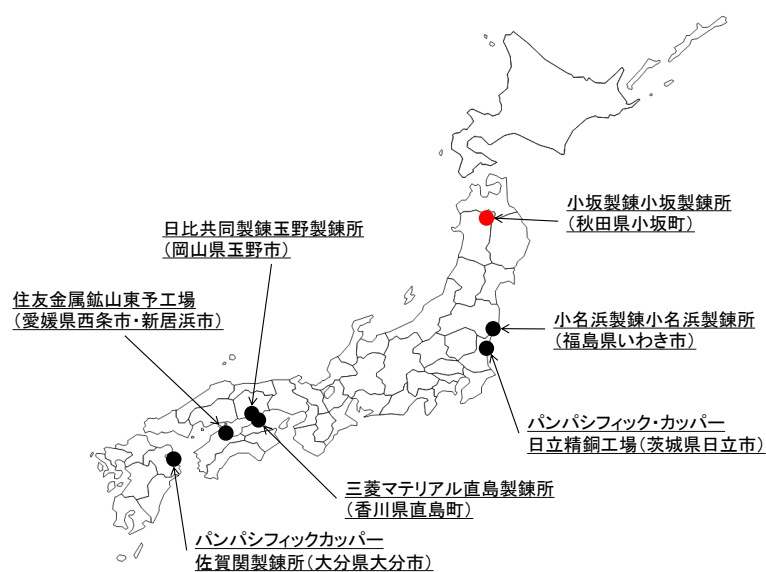 小坂製錬小坂製錬所
（秋田県小坂町）
日比共同製錬玉野製錬所
（岡山県玉野市）
住友金属鉱山東予工場
（愛媛県西条市・新居浜市）
小名浜製錬小名浜製錬所
（福島県いわき市）
パンパシフィック・カッパー
日立精銅工場（茨城県日立市）
三菱マテリアル直島製錬所
（香川県直島町）
パンパシフィックカッパー
佐賀関製錬所（大分県大分市）